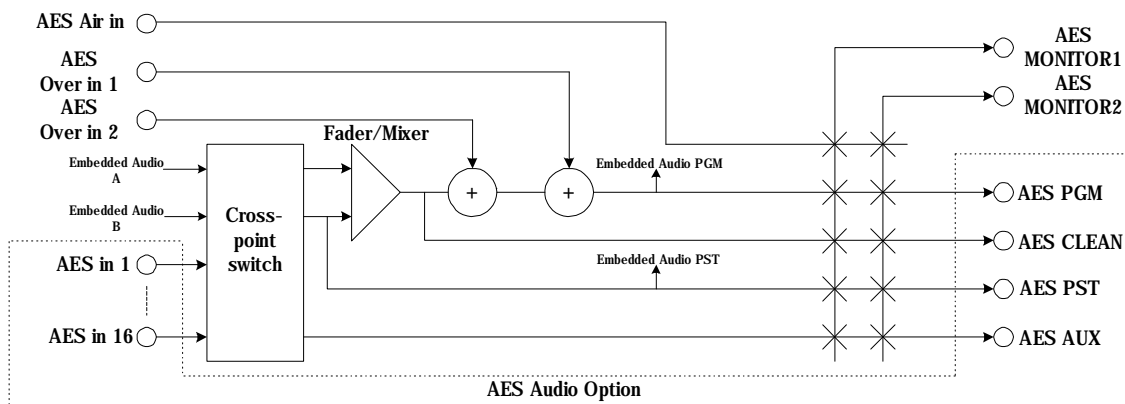 AES Air in
AES
Over in 1
AES
Over in 2
Fader/Mixer
Embedded Audio
A
Embedded Audio
B
AES in 1
AES in 16
Cross-
point
switch
+
+
Embedded Audio PGM
Embedded Audio PST
AES
MONITOR1
AES
MONITOR2
AES PGM
AES CLEAN
AES PST
AES AUX
AES Audio Option